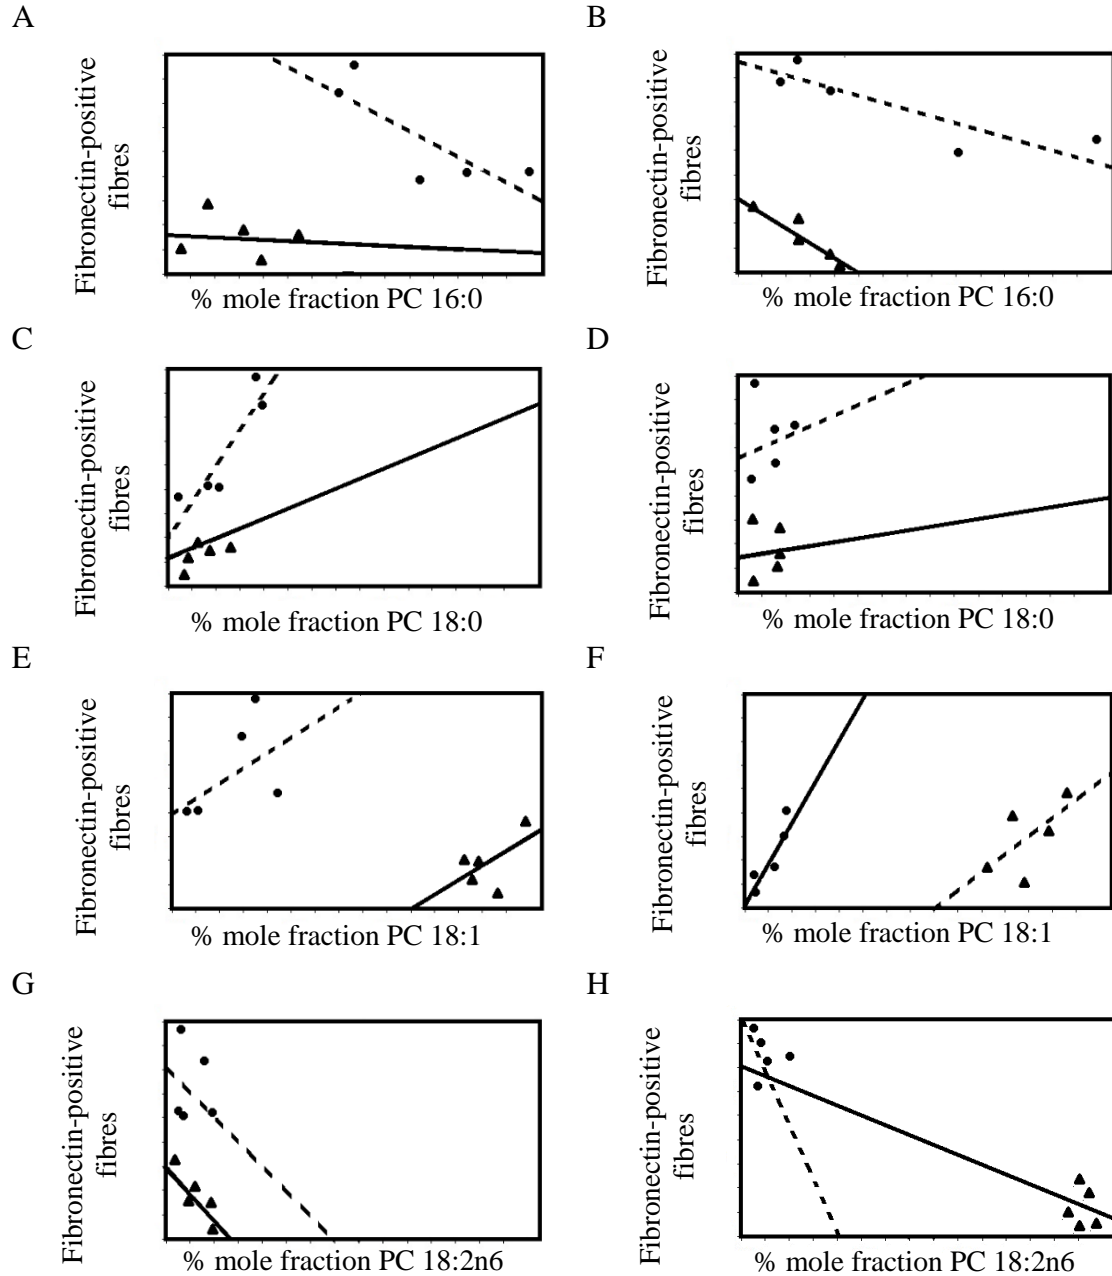 A
B
Fibronectin-positive
fibres
% mole fraction PC 16:0
Fibronectin-positive
fibres
% mole fraction PC 16:0
C
D
Fibronectin-positive
fibres
% mole fraction PC 18:0
Fibronectin-positive
fibres
% mole fraction PC 18:0
E
F
Fibronectin-positive
fibres
% mole fraction PC 18:1
Fibronectin-positive
fibres
% mole fraction PC 18:1
G
H
Fibronectin-positive
fibres
% mole fraction PC 18:2n6
Fibronectin-positive
fibres
% mole fraction PC 18:2n6